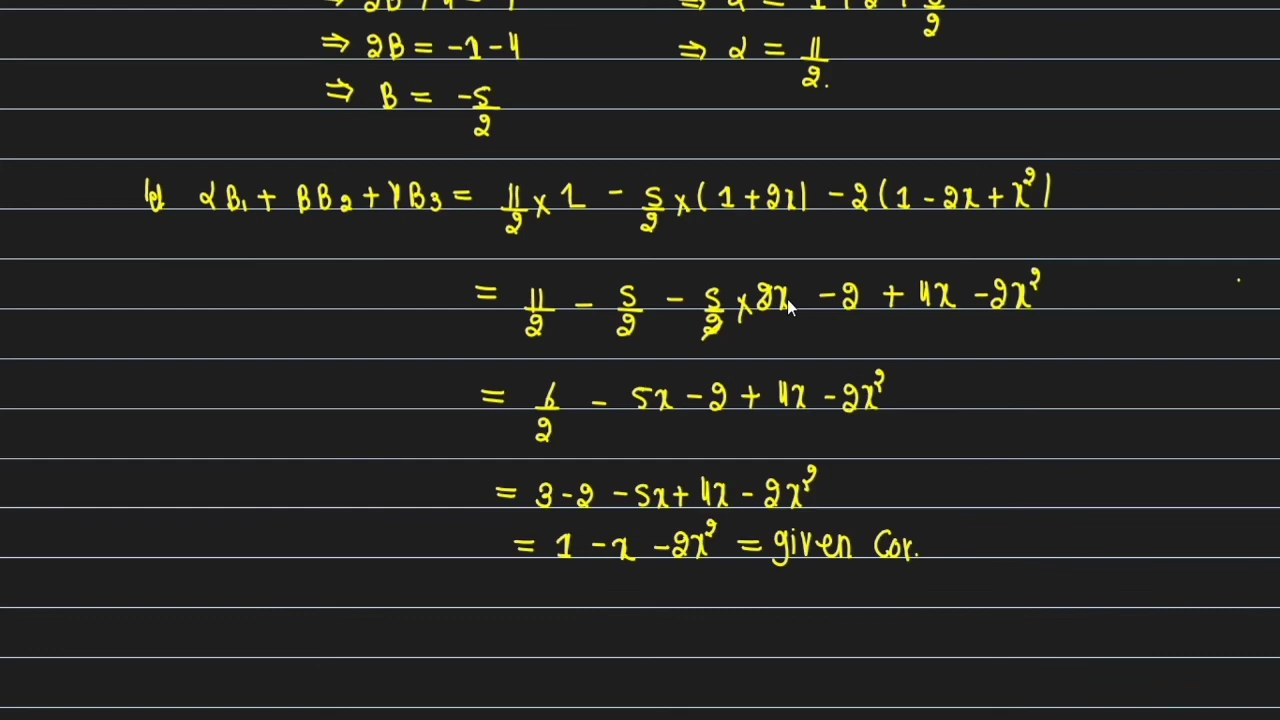 ⇒ 2B = -1-4
⇒ α = 11/2.
⇒ B = -5/2
αB₁ + βB₂ + γB₃ = 11/2 × 1 - 5/2 × (1+2x) - 2(1-2x+x²)
= 11/2 - 5/2 - 5/2 × 2x - 2 + 4x - 2x²
= 6/2 - 5x - 2 + 4x - 2x²
= 3-2 -5x+4x - 2x²
= 1 - x - 2x² = given Cor.